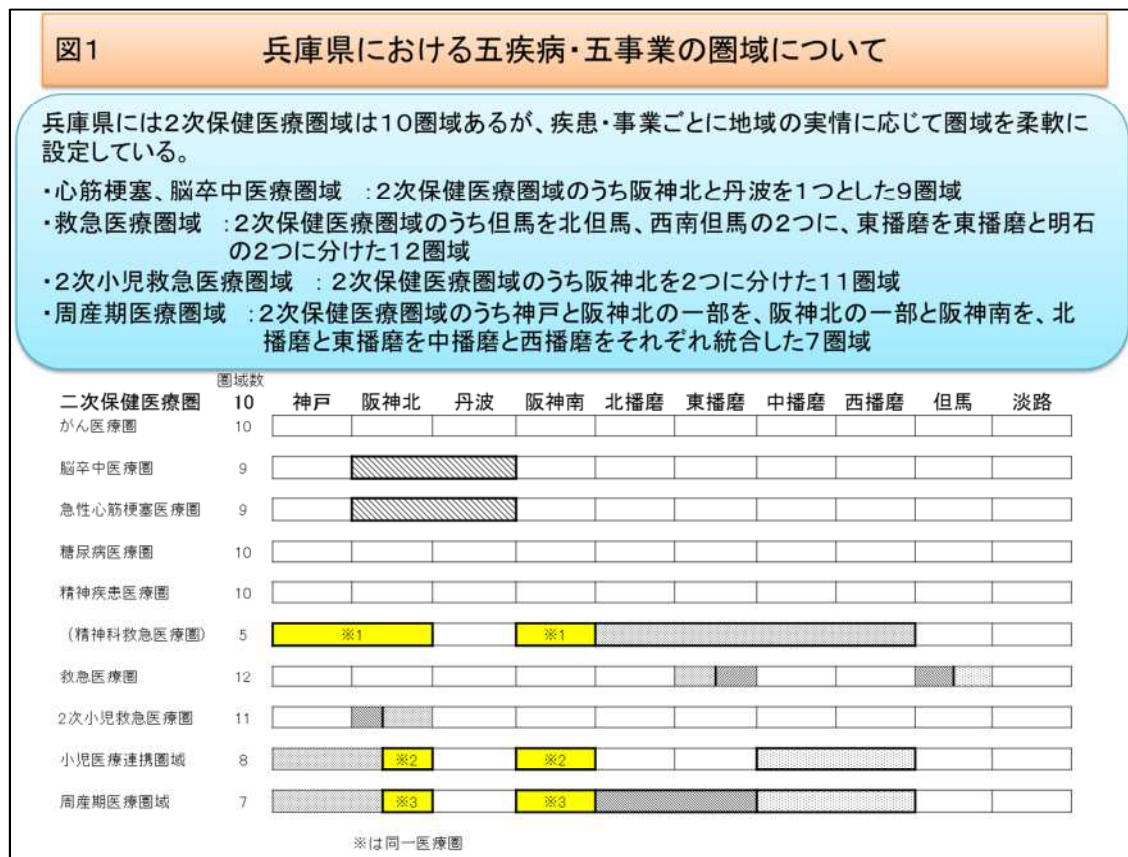 図1 兵庫県における五疾病・五事業の圏域について
兵庫県には2次保健医療圏域は10圏域あるが、疾患・事業ごとに地域の実情に応じて圏域を柔軟に
設定している。
・心筋梗塞、脳卒中医療圏域 ：2次保健医療圏域のうち阪神北と丹波を1つとした9圏域
・救急医療圏域 ：2次保健医療圏域のうち但馬を北但馬、西南但馬の2つに、東播磨を東播磨と明石
の2つに分けた12圏域
・2次小児救急医療圏域 ：2次保健医療圏域のうち阪神北を2つに分けた11圏域
・周産期医療圏域 ：2次保健医療圏域のうち神戸と阪神北の一部を、阪神北の一部と阪神南を、北
播磨と東播磨を中播磨と西播磨をそれぞれ統合した7圏域
圏域数
二次保健医療圏 10 神戸 阪神北 丹波 阪神南 北播磨 東播磨 中播磨 西播磨 但馬 淡路
がん医療圏 10
脳卒中医療圏 9
急性心筋梗塞医療圏 9
糖尿病医療圏 10
精神疾患医療圏 10
（精神科救急医療圏） 5 ※1 ※1
救急医療圏 12
2次小児救急医療圏 11
小児医療連携圏域 8 ※2 ※2
周産期医療圏域 7 ※3 ※3
※は同一医療圏